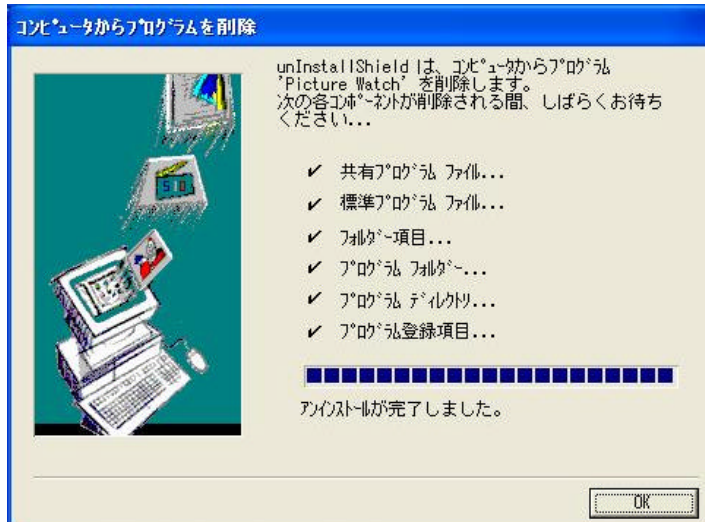 ｺﾝﾋﾟｭｰﾀからﾌﾟﾛｸﾞﾗﾑを削除
unInstallShield は、ｺﾝﾋﾟｭｰﾀからﾌﾟﾛｸﾞﾗﾑ
'Picture Watch' を削除します。
次の各ｺﾝﾎﾟｰﾈﾝﾄが削除される間、しばらくお待ち
ください...
✓ 共有ﾌﾟﾛｸﾞﾗﾑ ﾌｧｲﾙ...
✓ 標準ﾌﾟﾛｸﾞﾗﾑ ﾌｧｲﾙ...
✓ ﾌｫﾙﾀﾞｰ項目...
✓ ﾌﾟﾛｸﾞﾗﾑ ﾌｫﾙﾀﾞｰ...
✓ ﾌﾟﾛｸﾞﾗﾑ ﾃﾞｨﾚｸﾄﾘ...
✓ ﾌﾟﾛｸﾞﾗﾑ登録項目...
ｱﾝｲﾝｽﾄｰﾙが完了しました。
OK